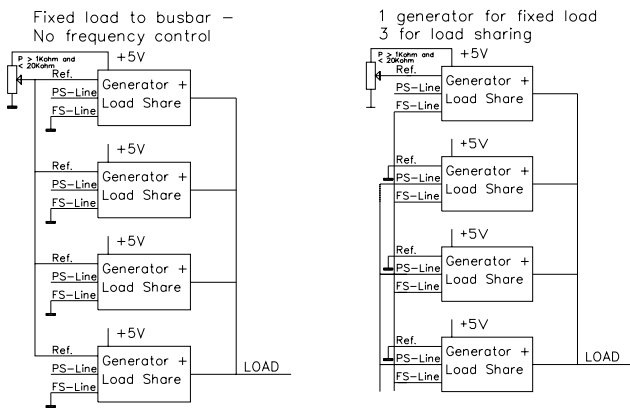 Fixed load to busbar –
No frequency control
P > 1Kohm and
< 20Kohm
+5V
Ref.
PS–Line
FS–Line
Generator +
Load Share
+5V
Ref.
PS–Line
FS–Line
Generator +
Load Share
+5V
Ref.
PS–Line
FS–Line
Generator +
Load Share
+5V
Ref.
PS–Line
FS–Line
Generator +
Load Share
LOAD
1 generator for fixed load
3 for load sharing
P > 1Kohm and
< 20Kohm
+5V
Ref.
PS–Line
FS–Line
Generator +
Load Share
+5V
Ref.
PS–Line
FS–Line
Generator +
Load Share
+5V
Ref.
PS–Line
FS–Line
Generator +
Load Share
+5V
Ref.
PS–Line
FS–Line
Generator +
Load Share
LOAD